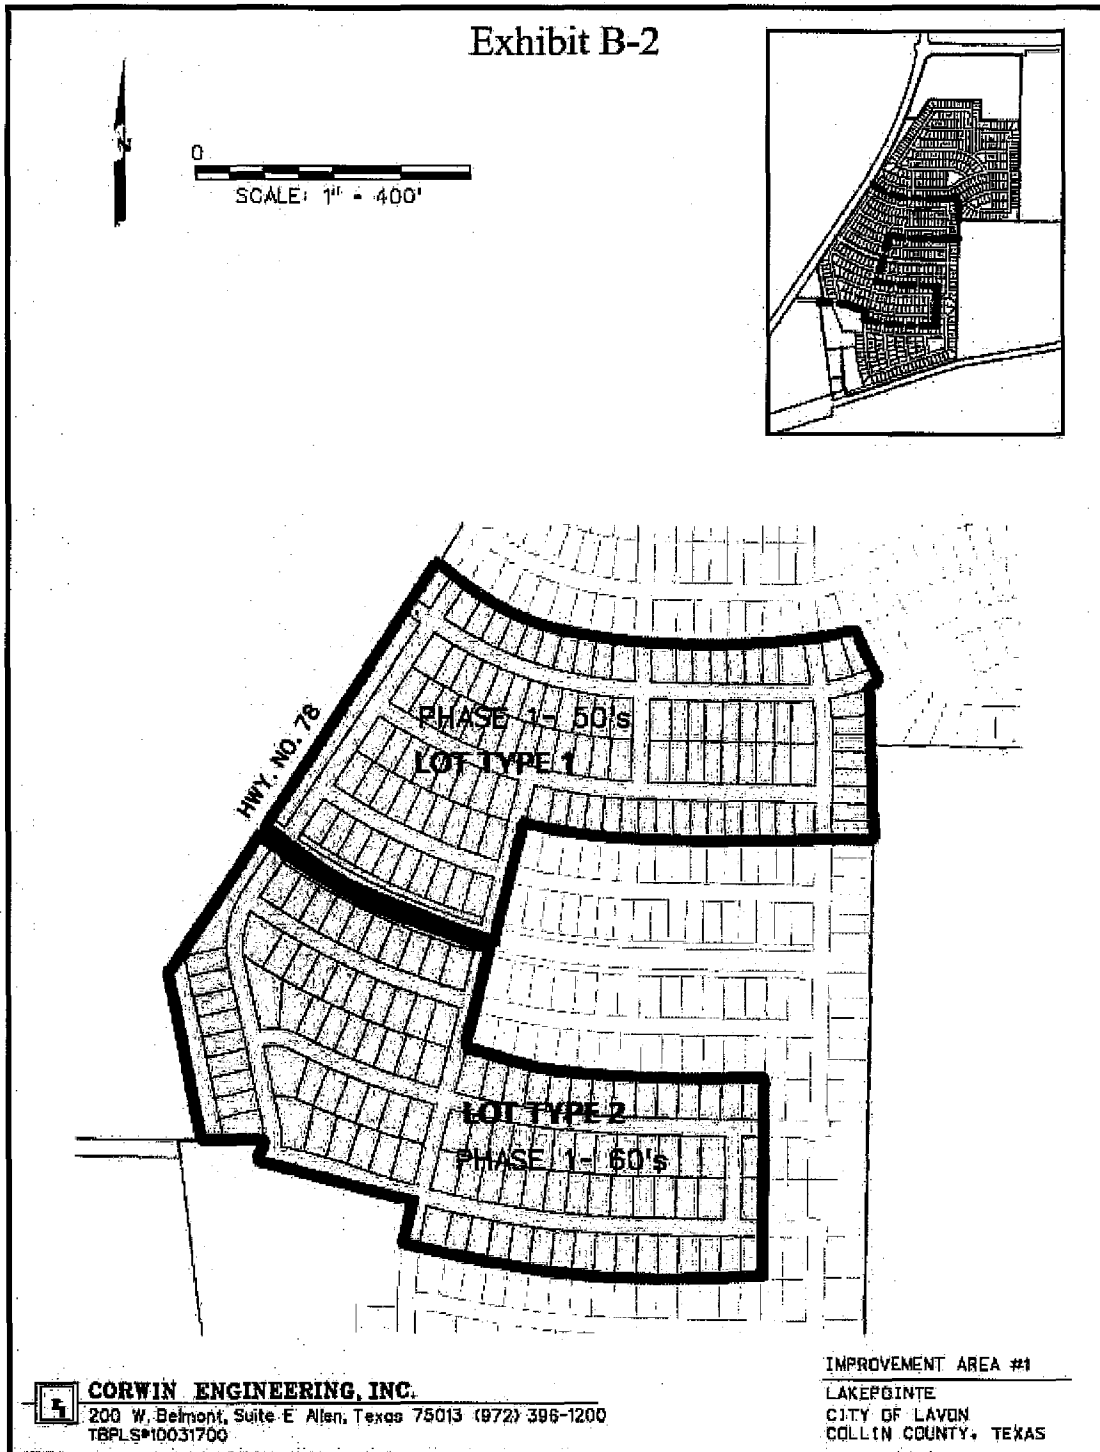 Exhibit B-2
N
0
SCALE: 1" = 400'
HWY. NO. 78
PHASE 1- 50's
LOT TYPE 1
LOT TYPE 2
PHASE 1- 60's
CORWIN ENGINEERING, INC.
200 W. Belmont, Suite E Allen, Texas 75013 (972) 396-1200
TBPLS#10031700
IMPROVEMENT AREA #1
LAKEPOINTE
CITY OF LAVON
COLLIN COUNTY, TEXAS